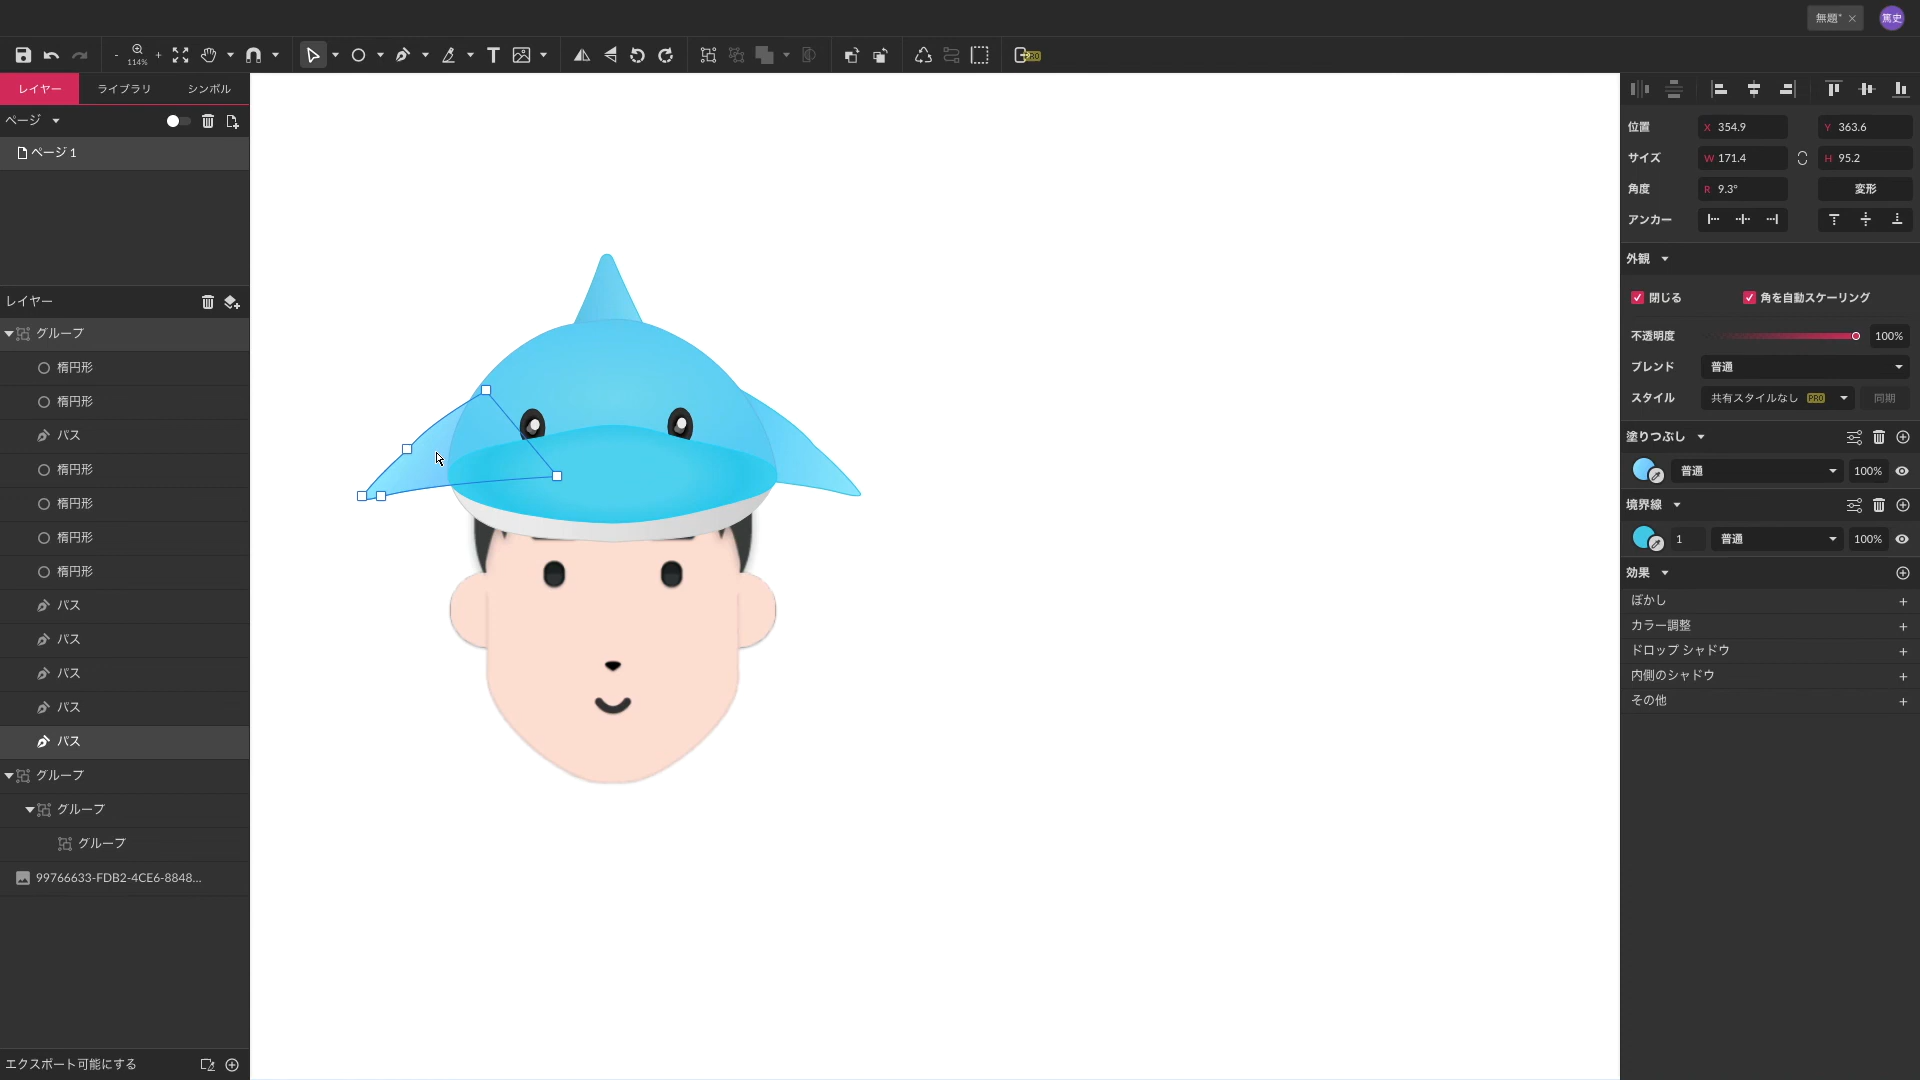 無題*
篤史
114%
T
PRO
レイヤー ライブラリ シンボル
ページ
ページ 1
レイヤー
グループ
楕円形
楕円形
パス
楕円形
楕円形
楕円形
楕円形
パス
パス
パス
パス
パス
グループ
グループ
グループ
99766633-FDB2-4CE6-8848...
エクスポート可能にする
位置 X 354.9 Y 363.6
サイズ W 171.4 H 95.2
角度 R 9.3° 変形
アンカー
外観
閉じる 角を自動スケーリング
不透明度 100%
ブレンド 普通
スタイル 共有スタイルなし PRO 同期
塗りつぶし
普通 100%
境界線
1 普通 100%
効果
ぼかし
カラー調整
ドロップ シャドウ
内側のシャドウ
その他